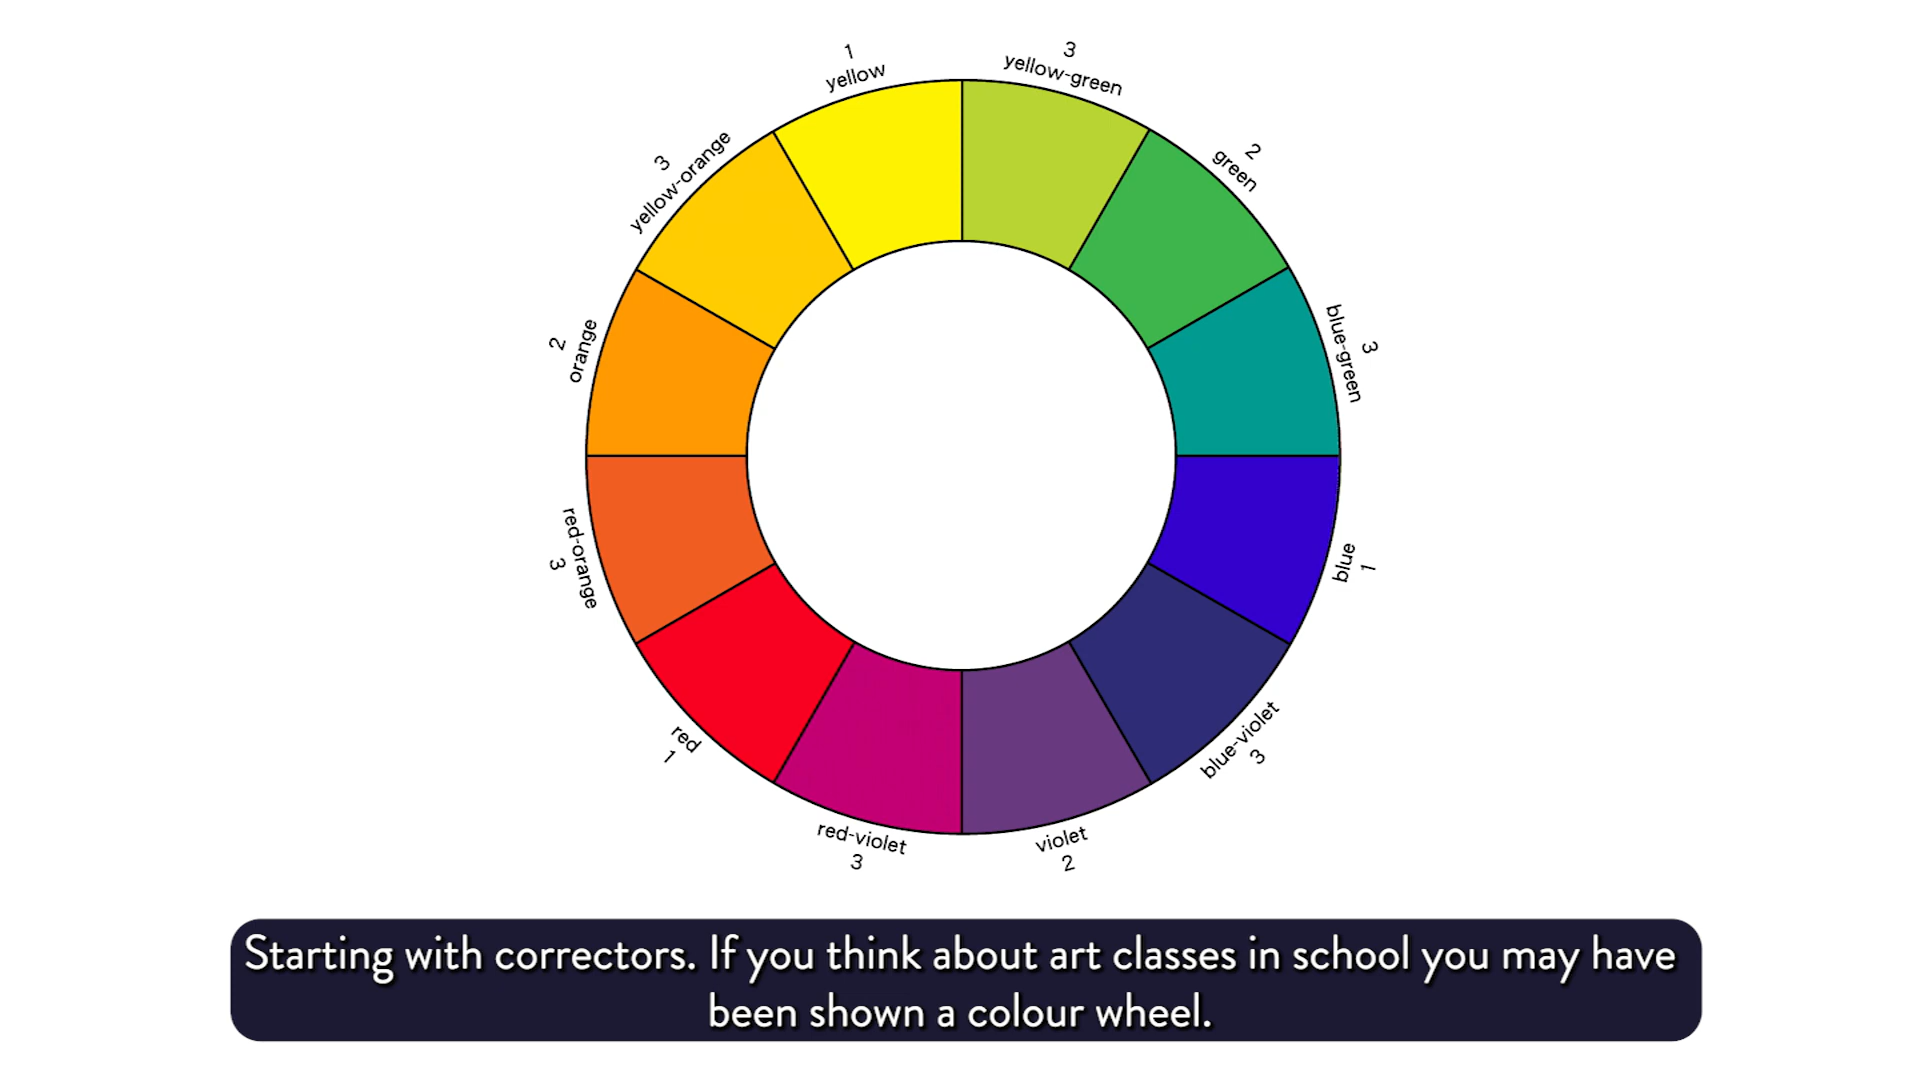 1
yellow
3
yellow-green
2
green
3
blue-green
blue
1
blue-violet
3
violet
2
red-violet
3
red
1
red-orange
3
2
orange
3
yellow-orange
Starting with correctors. If you think about art classes in school you may have
been shown a colour wheel.